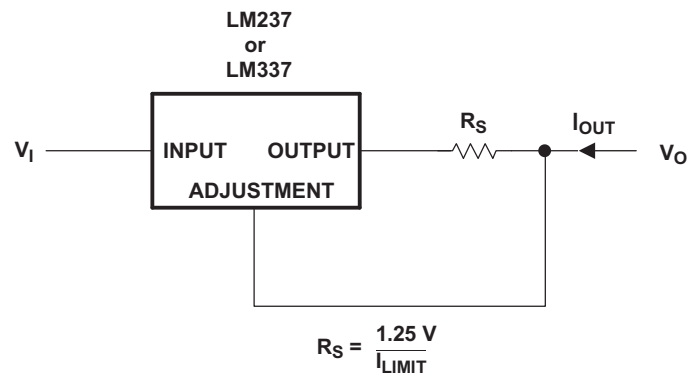 LM237
or
LM337
R_S
I_OUT
V_I
INPUT OUTPUT
V_O
ADJUSTMENT
R_S = 1.25 V
I_LIMIT